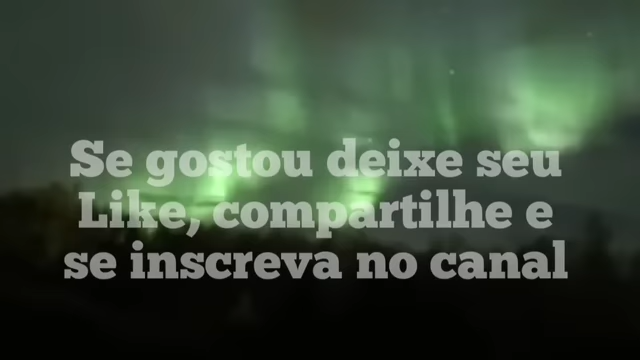 Se gostou deixe seu
Like, compartilhe e
se inscreva no canal